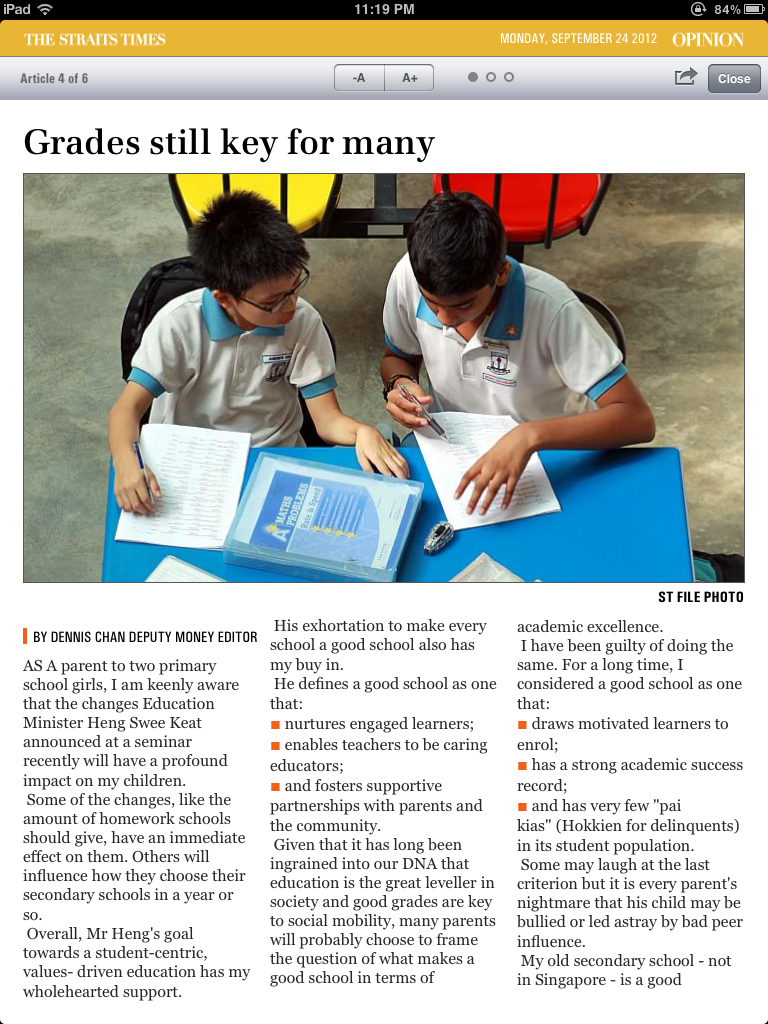 iPad
11:19 PM
84%
THE STRAITS TIMES
MONDAY, SEPTEMBER 24 2012
OPINION
Article 4 of 6
-A
A+
Close
Grades still key for many
A
MATHS
PROBLEMS
ST FILE PHOTO
BY DENNIS CHAN DEPUTY MONEY EDITOR
AS A parent to two primary
school girls, I am keenly aware
that the changes Education
Minister Heng Swee Keat
announced at a seminar
recently will have a profound
impact on my children.
Some of the changes, like the
amount of homework schools
should give, have an immediate
effect on them. Others will
influence how they choose their
secondary schools in a year or
so.
Overall, Mr Heng's goal
towards a student-centric,
values- driven education has my
wholehearted support.
His exhortation to make every
school a good school also has
my buy in.
He defines a good school as one
that:
■ nurtures engaged learners;
■ enables teachers to be caring
educators;
■ and fosters supportive
partnerships with parents and
the community.
Given that it has long been
ingrained into our DNA that
education is the great leveller in
society and good grades are key
to social mobility, many parents
will probably choose to frame
the question of what makes a
good school in terms of
academic excellence.
I have been guilty of doing the
same. For a long time, I
considered a good school as one
that:
■ draws motivated learners to
enrol;
■ has a strong academic success
record;
■ and has very few "pai
kias" (Hokkien for delinquents)
in its student population.
Some may laugh at the last
criterion but it is every parent's
nightmare that his child may be
bullied or led astray by bad peer
influence.
My old secondary school - not
in Singapore - is a good